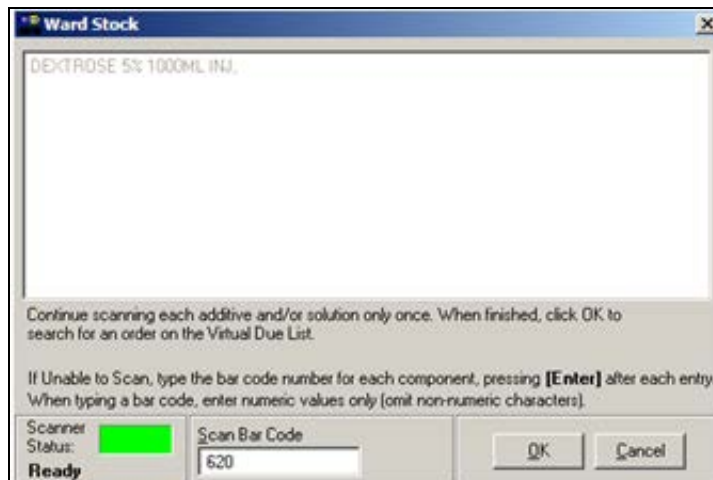 Ward Stock
DEXTROSE 5% 1000ML INJ,
Continue scanning each additive and/or solution only once. When finished, click OK to
search for an order on the Virtual Due List.
If Unable to Scan, type the bar code number for each component, pressing [Enter] after each entry
When typing a bar code, enter numeric values only (omit non-numeric characters).
Scanner
Status:
Ready
Scan Bar Code
620
OK
Cancel